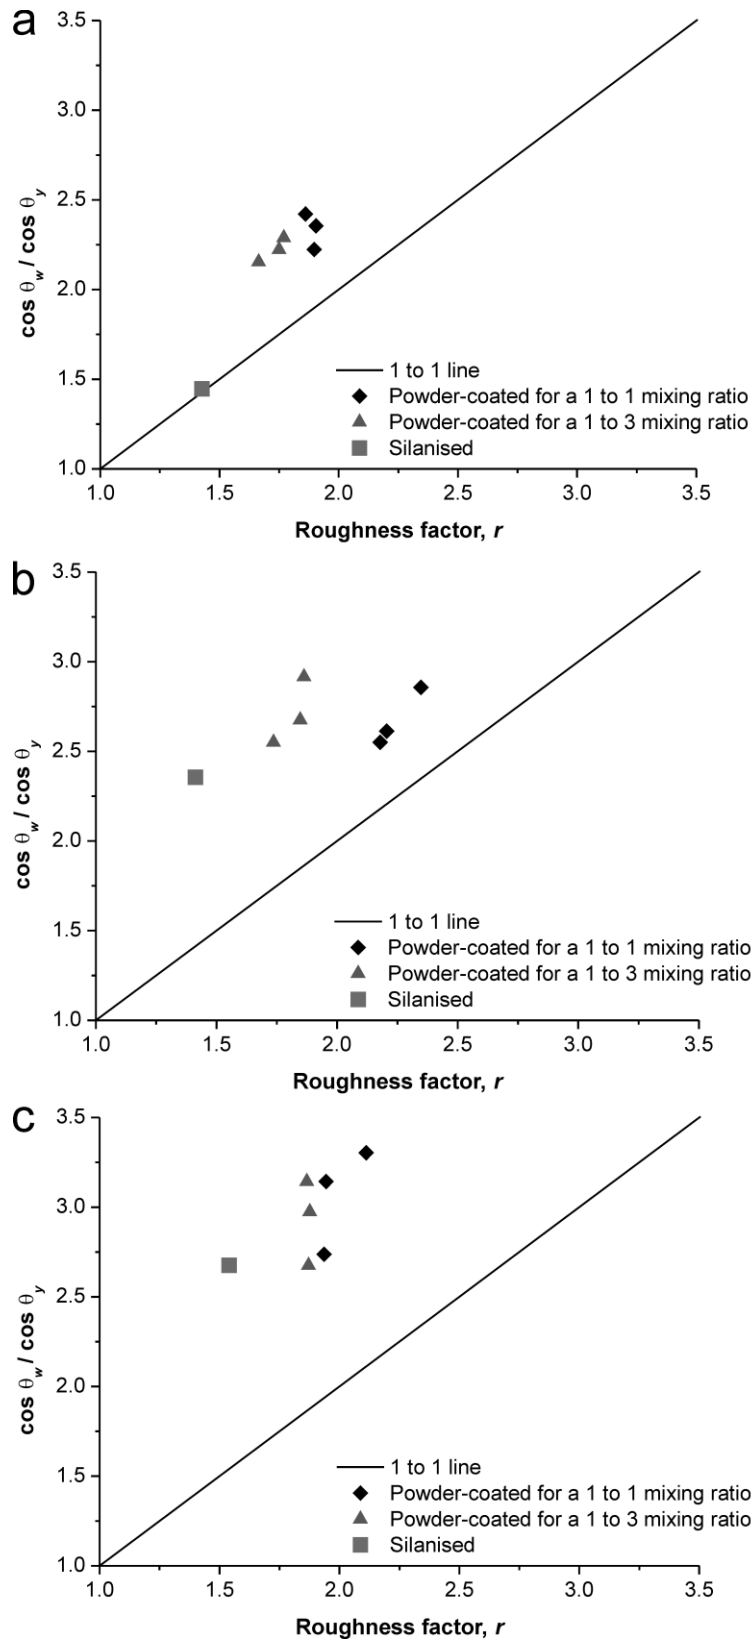 a
3.5
3.0
2.5
2.0
1.5
1.0
cos θw / cos θy
1 to 1 line
Powder-coated for a 1 to 1 mixing ratio
Powder-coated for a 1 to 3 mixing ratio
Silanised
1.0 1.5 2.0 2.5 3.0 3.5
Roughness factor, r
b
3.5
3.0
2.5
2.0
1.5
1.0
cos θw / cos θy
1 to 1 line
Powder-coated for a 1 to 1 mixing ratio
Powder-coated for a 1 to 3 mixing ratio
Silanised
1.0 1.5 2.0 2.5 3.0 3.5
Roughness factor, r
c
3.5
3.0
2.5
2.0
1.5
1.0
cos θw / cos θy
1 to 1 line
Powder-coated for a 1 to 1 mixing ratio
Powder-coated for a 1 to 3 mixing ratio
Silanised
1.0 1.5 2.0 2.5 3.0 3.5
Roughness factor, r